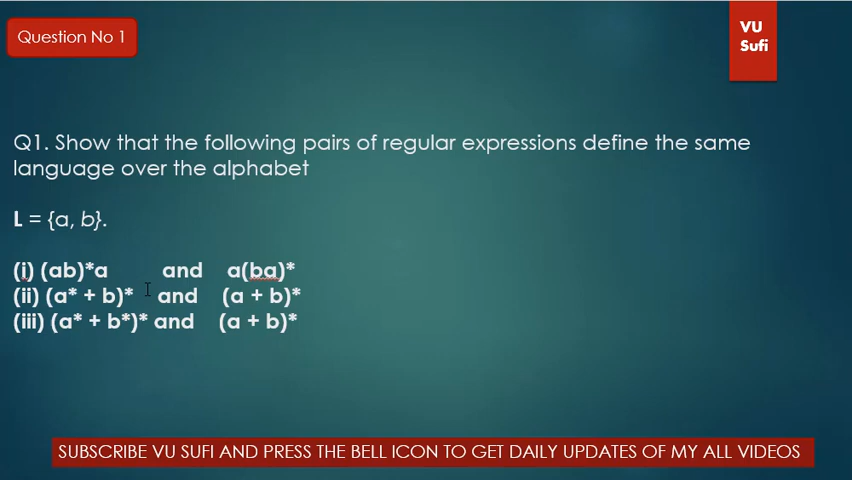 Question No 1
VU
Sufi
Q1. Show that the following pairs of regular expressions define the same
language over the alphabet
L = {a, b}.
(i) (ab)*a and a(ba)*
(ii) (a* + b)* and (a + b)*
(iii) (a* + b*)* and (a + b)*
SUBSCRIBE VU SUFI AND PRESS THE BELL ICON TO GET DAILY UPDATES OF MY ALL VIDEOS